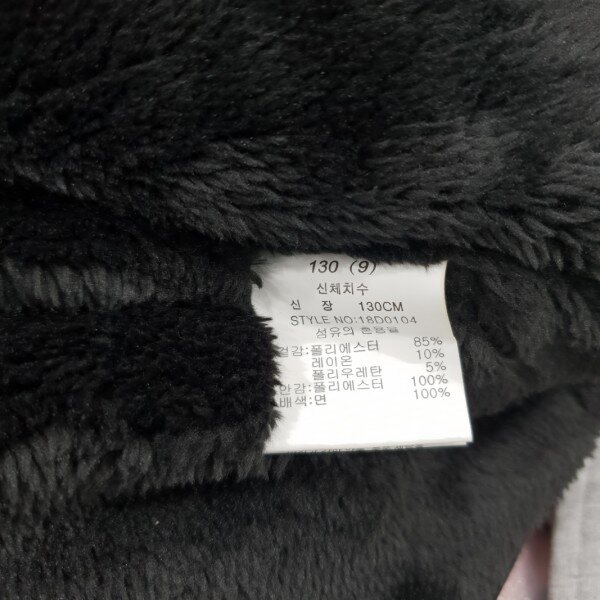 130 (9)
신체치수
신 장 130CM
STYLE NO:18D0104
섬유의 혼용율
겉감:폴리에스터 85%
레이온 10%
폴리우레탄 5%
안감:폴리에스터 100%
배색:면 100%